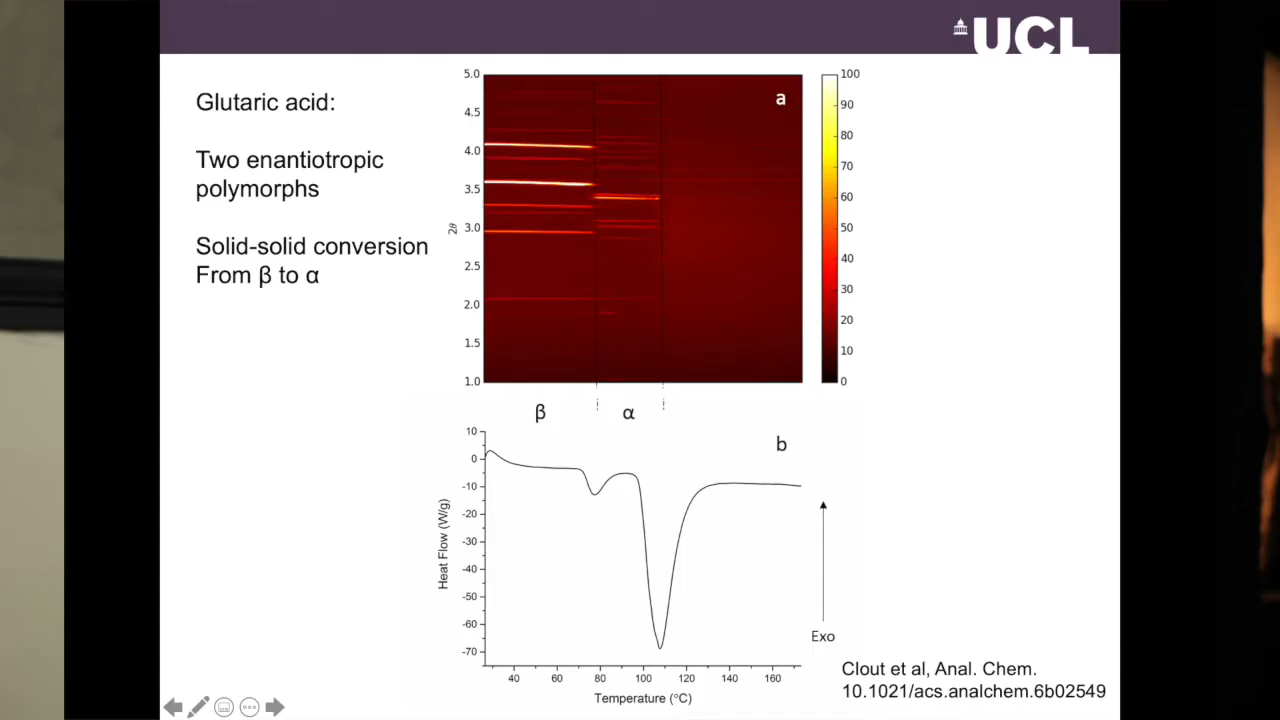 UCL
Glutaric acid:
Two enantiotropic
polymorphs
Solid-solid conversion
From β to α
a
5.0
4.5
4.0
3.5
3.0
2.5
2.0
1.5
1.0
2θ
100
90
80
70
60
50
40
30
20
10
0
β α
b
10
0
-10
-20
-30
-40
-50
-60
-70
Heat Flow (W/g)
40 60 80 100 120 140 160
Temperature (°C)
Exo
Clout et al, Anal. Chem.
10.1021/acs.analchem.6b02549